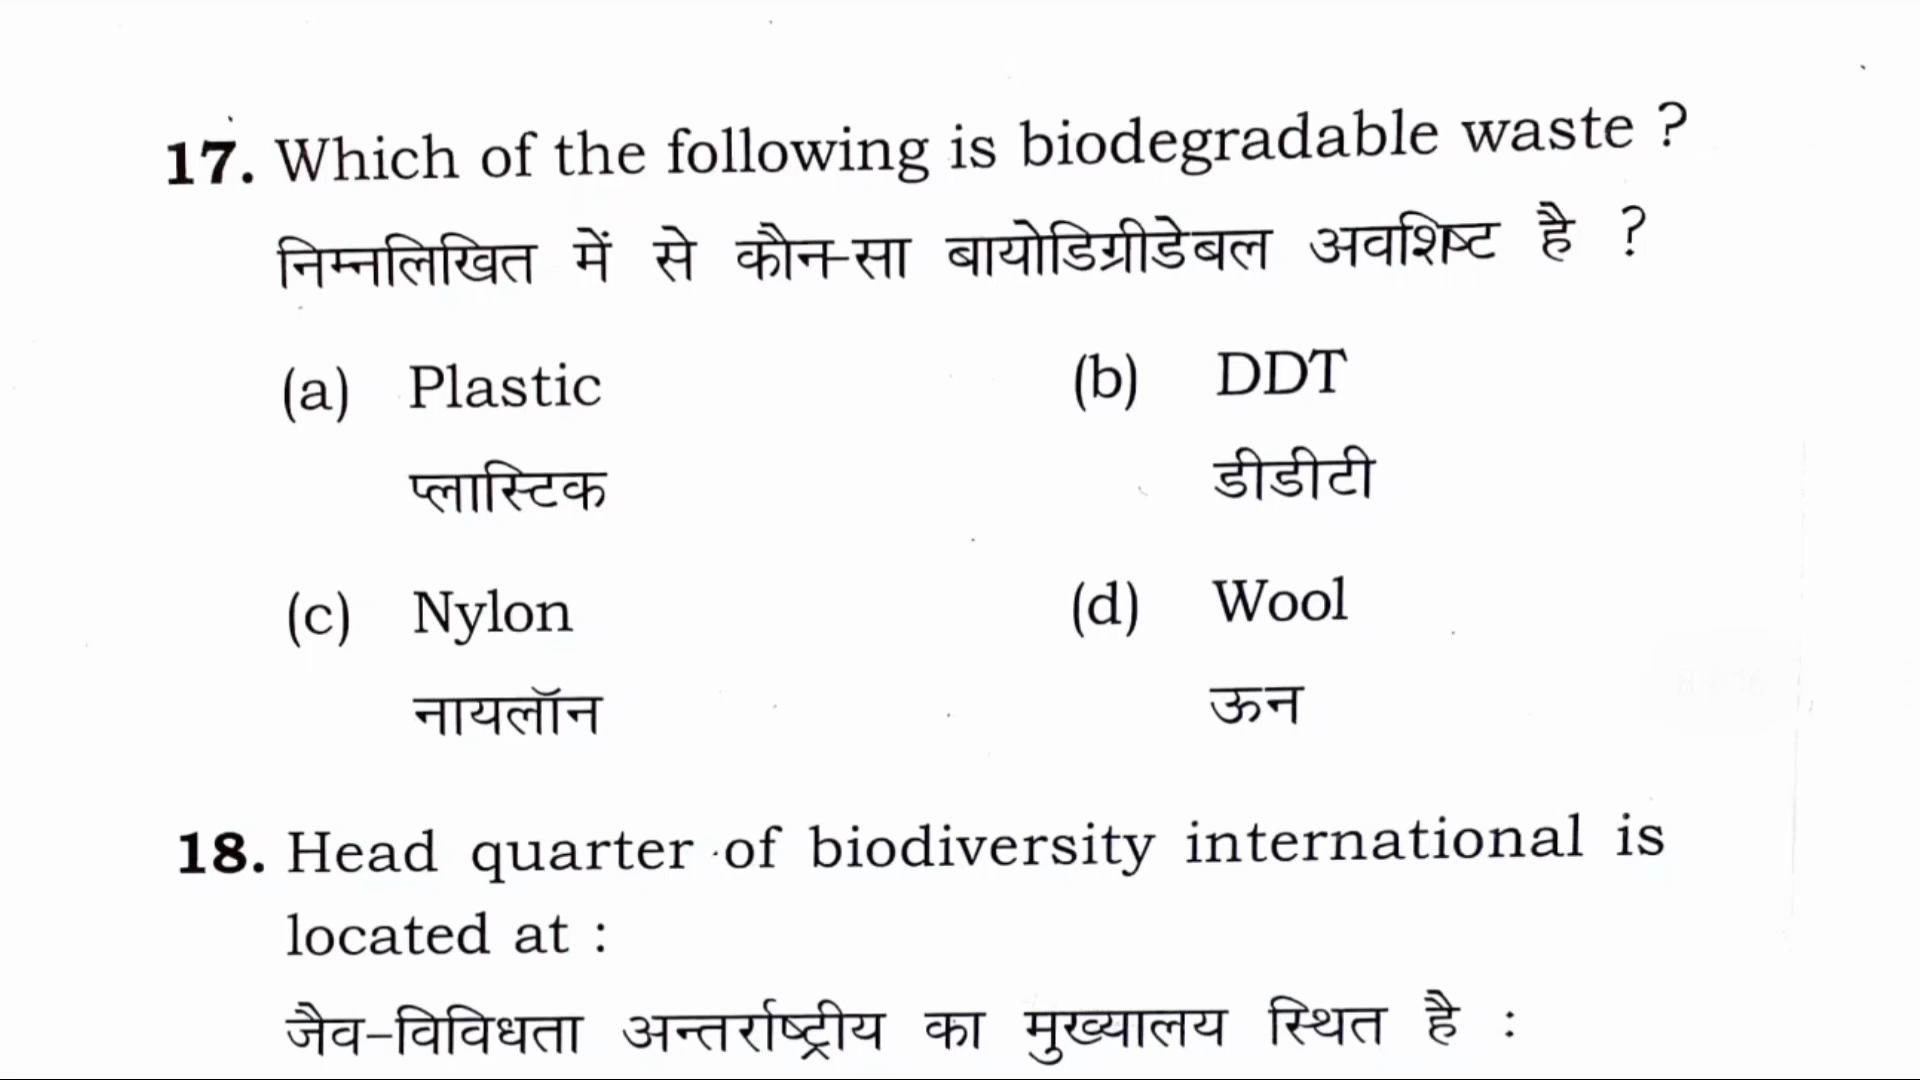 17. Which of the following is biodegradable waste ?
निम्नलिखित में से कौन-सा बायोडिग्रीडेबल अवशिष्ट है ?
(a) Plastic (b) DDT
प्लास्टिक डीडीटी
(c) Nylon (d) Wool
नायलॉन ऊन
18. Head quarter of biodiversity international is
located at :
जैव-विविधता अन्तर्राष्ट्रीय का मुख्यालय स्थित है :